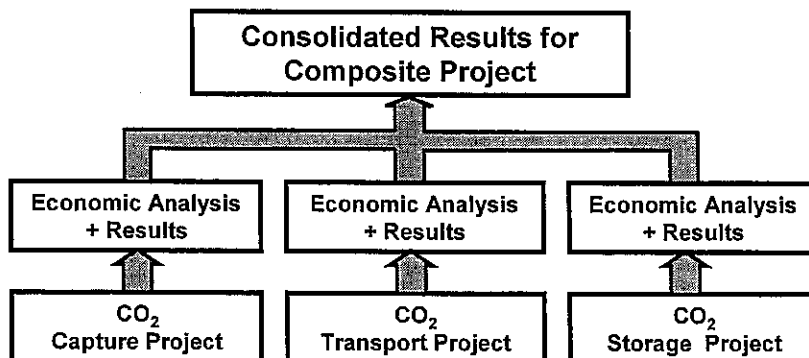 Consolidated Results for
Composite Project
Economic Analysis
+ Results
Economic Analysis
+ Results
Economic Analysis
+ Results
CO₂
Capture Project
CO₂
Transport Project
CO₂
Storage Project